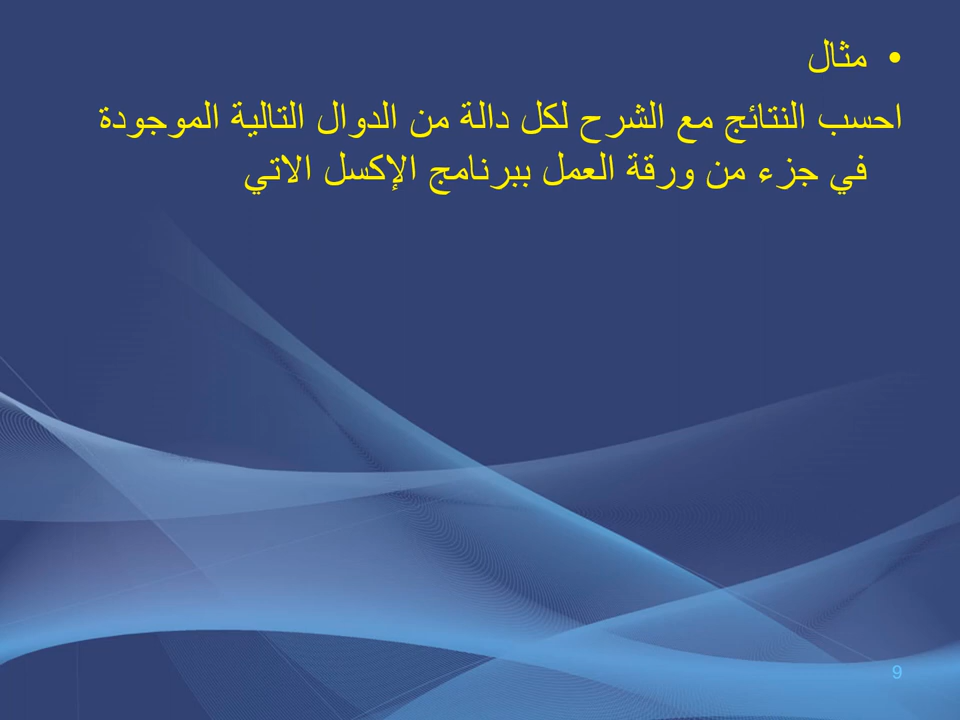 • مثال
احسب النتائج مع الشرح لكل دالة من الدوال التالية الموجودة
في جزء من ورقة العمل ببرنامج الإكسل الاتي
9